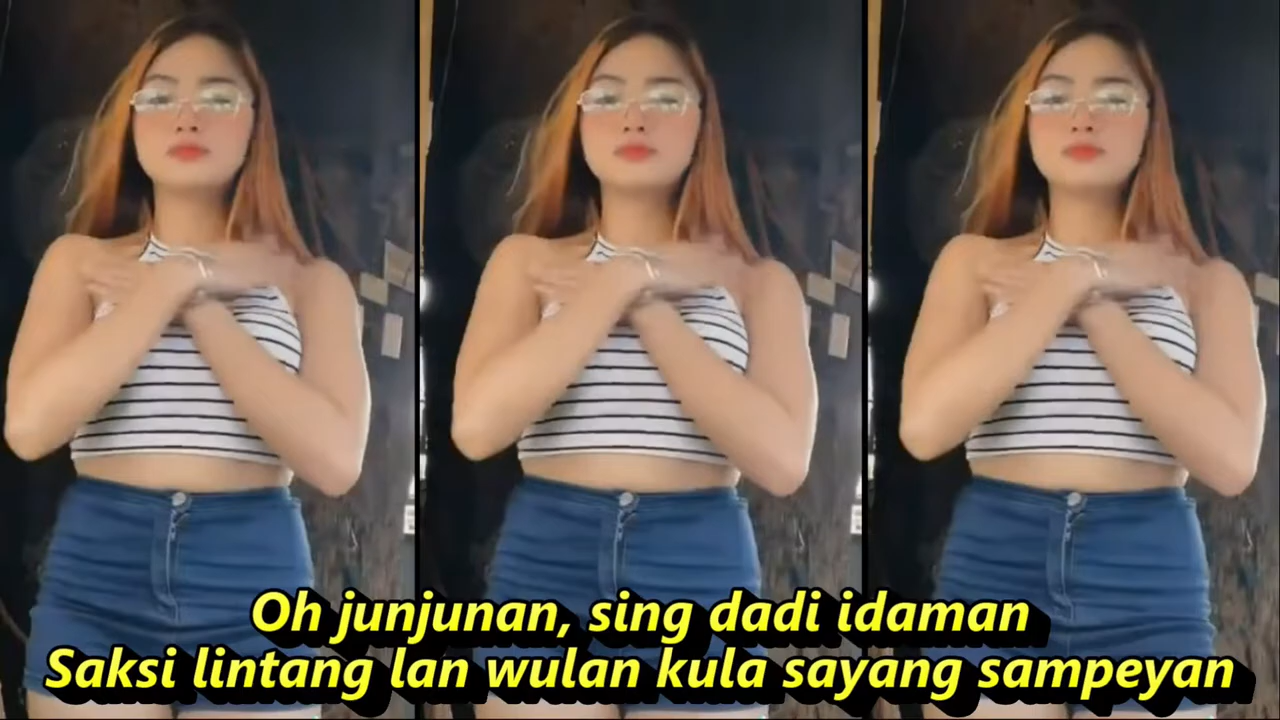 Oh junjunan, sing dadi idaman
Saksi lintang lan wulan kula sayang sampeyan